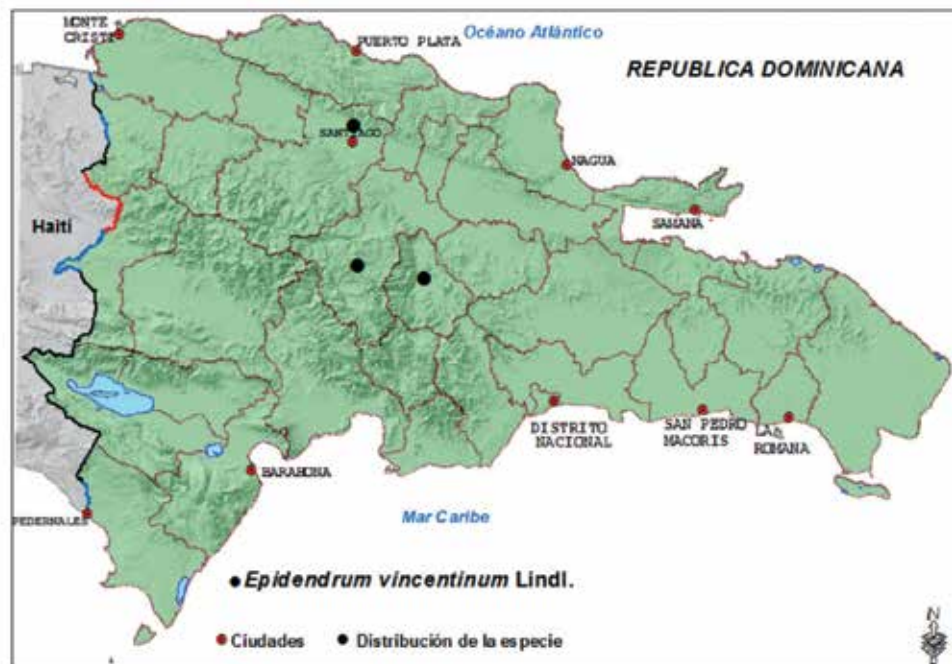 MONTE
CRISTI
Océano Atlántico
PUERTO PLATA
REPUBLICA DOMINICANA
SANTIAGO
NAGUA
SAMANA
Haití
DISTRITO
NACIONAL
SAN PEDRO
MACORIS
LA
ROMANA
BARAHONA
PEDERNALES
Mar Caribe
Epidendrum vincentinum Lindl.
Ciudades
Distribución de la especie
N